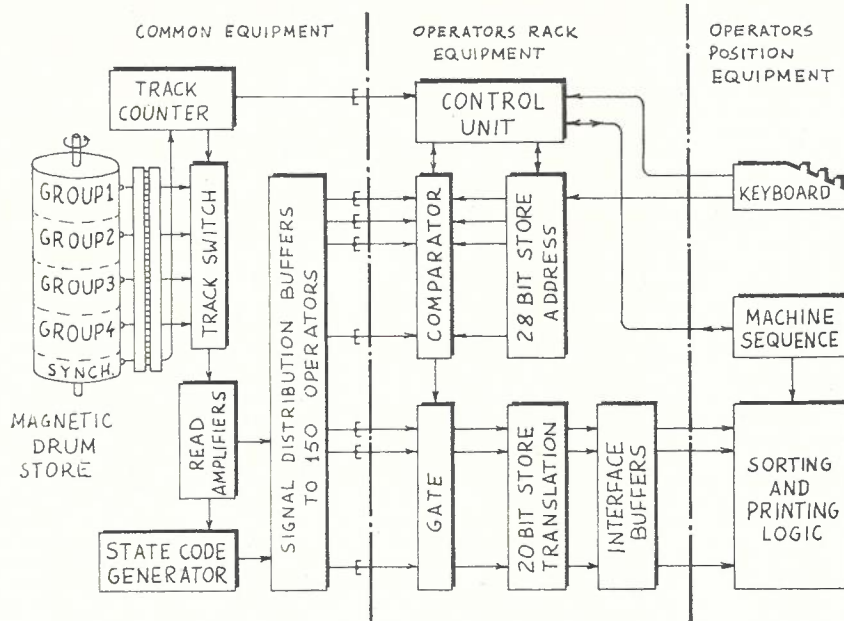 COMMON EQUIPMENT
OPERATORS RACK
EQUIPMENT
OPERATORS
POSITION
EQUIPMENT
TRACK
COUNTER
CONTROL
UNIT
GROUP1
GROUP2
GROUP3
GROUP4
SYNCH.
MAGNETIC
DRUM
STORE
TRACK SWITCH
READ
AMPLIFIERS
STATE CODE
GENERATOR
SIGNAL DISTRIBUTION BUFFERS
TO 150 OPERATORS
COMPARATOR
28 BIT STORE
ADDRESS
GATE
20 BIT STORE
TRANSLATION
INTERFACE
BUFFERS
KEYBOARD
MACHINE
SEQUENCE
SORTING
AND
PRINTING
LOGIC